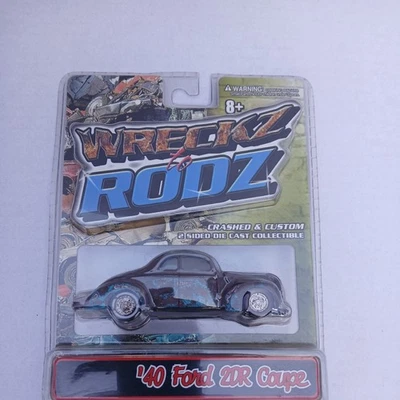 WARNING:
8+
WRECKZ
to
RODZ
CRASHED & CUSTOM
2 SIDED DIE CAST COLLECTIBLE
'40 Ford 2DR Coupe